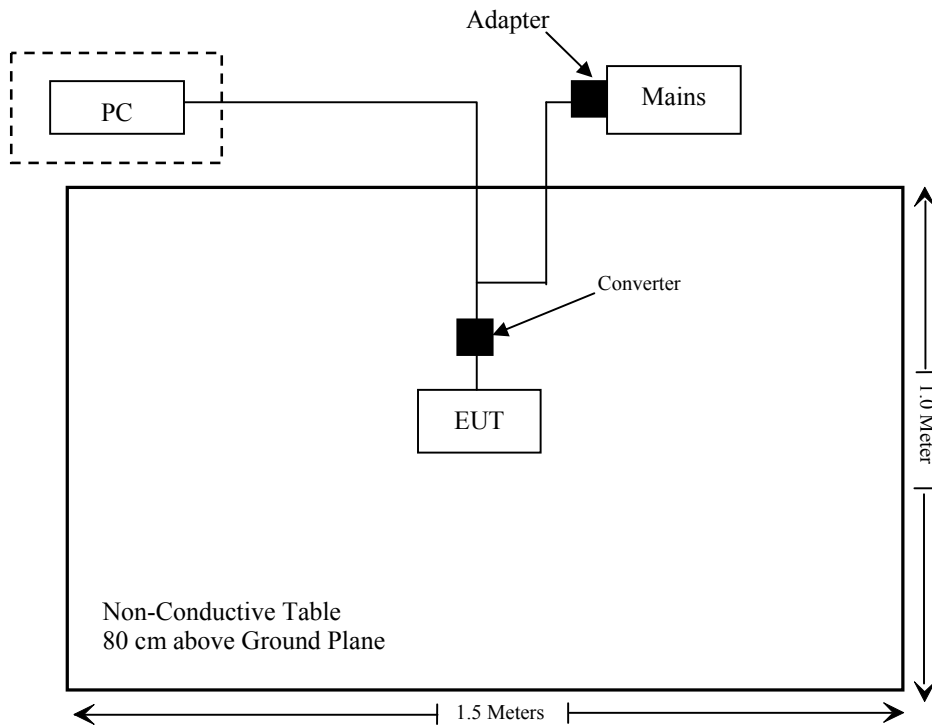 Adapter
PC
Mains
Converter
EUT
1.0 Meter
Non-Conductive Table
80 cm above Ground Plane
1.5 Meters